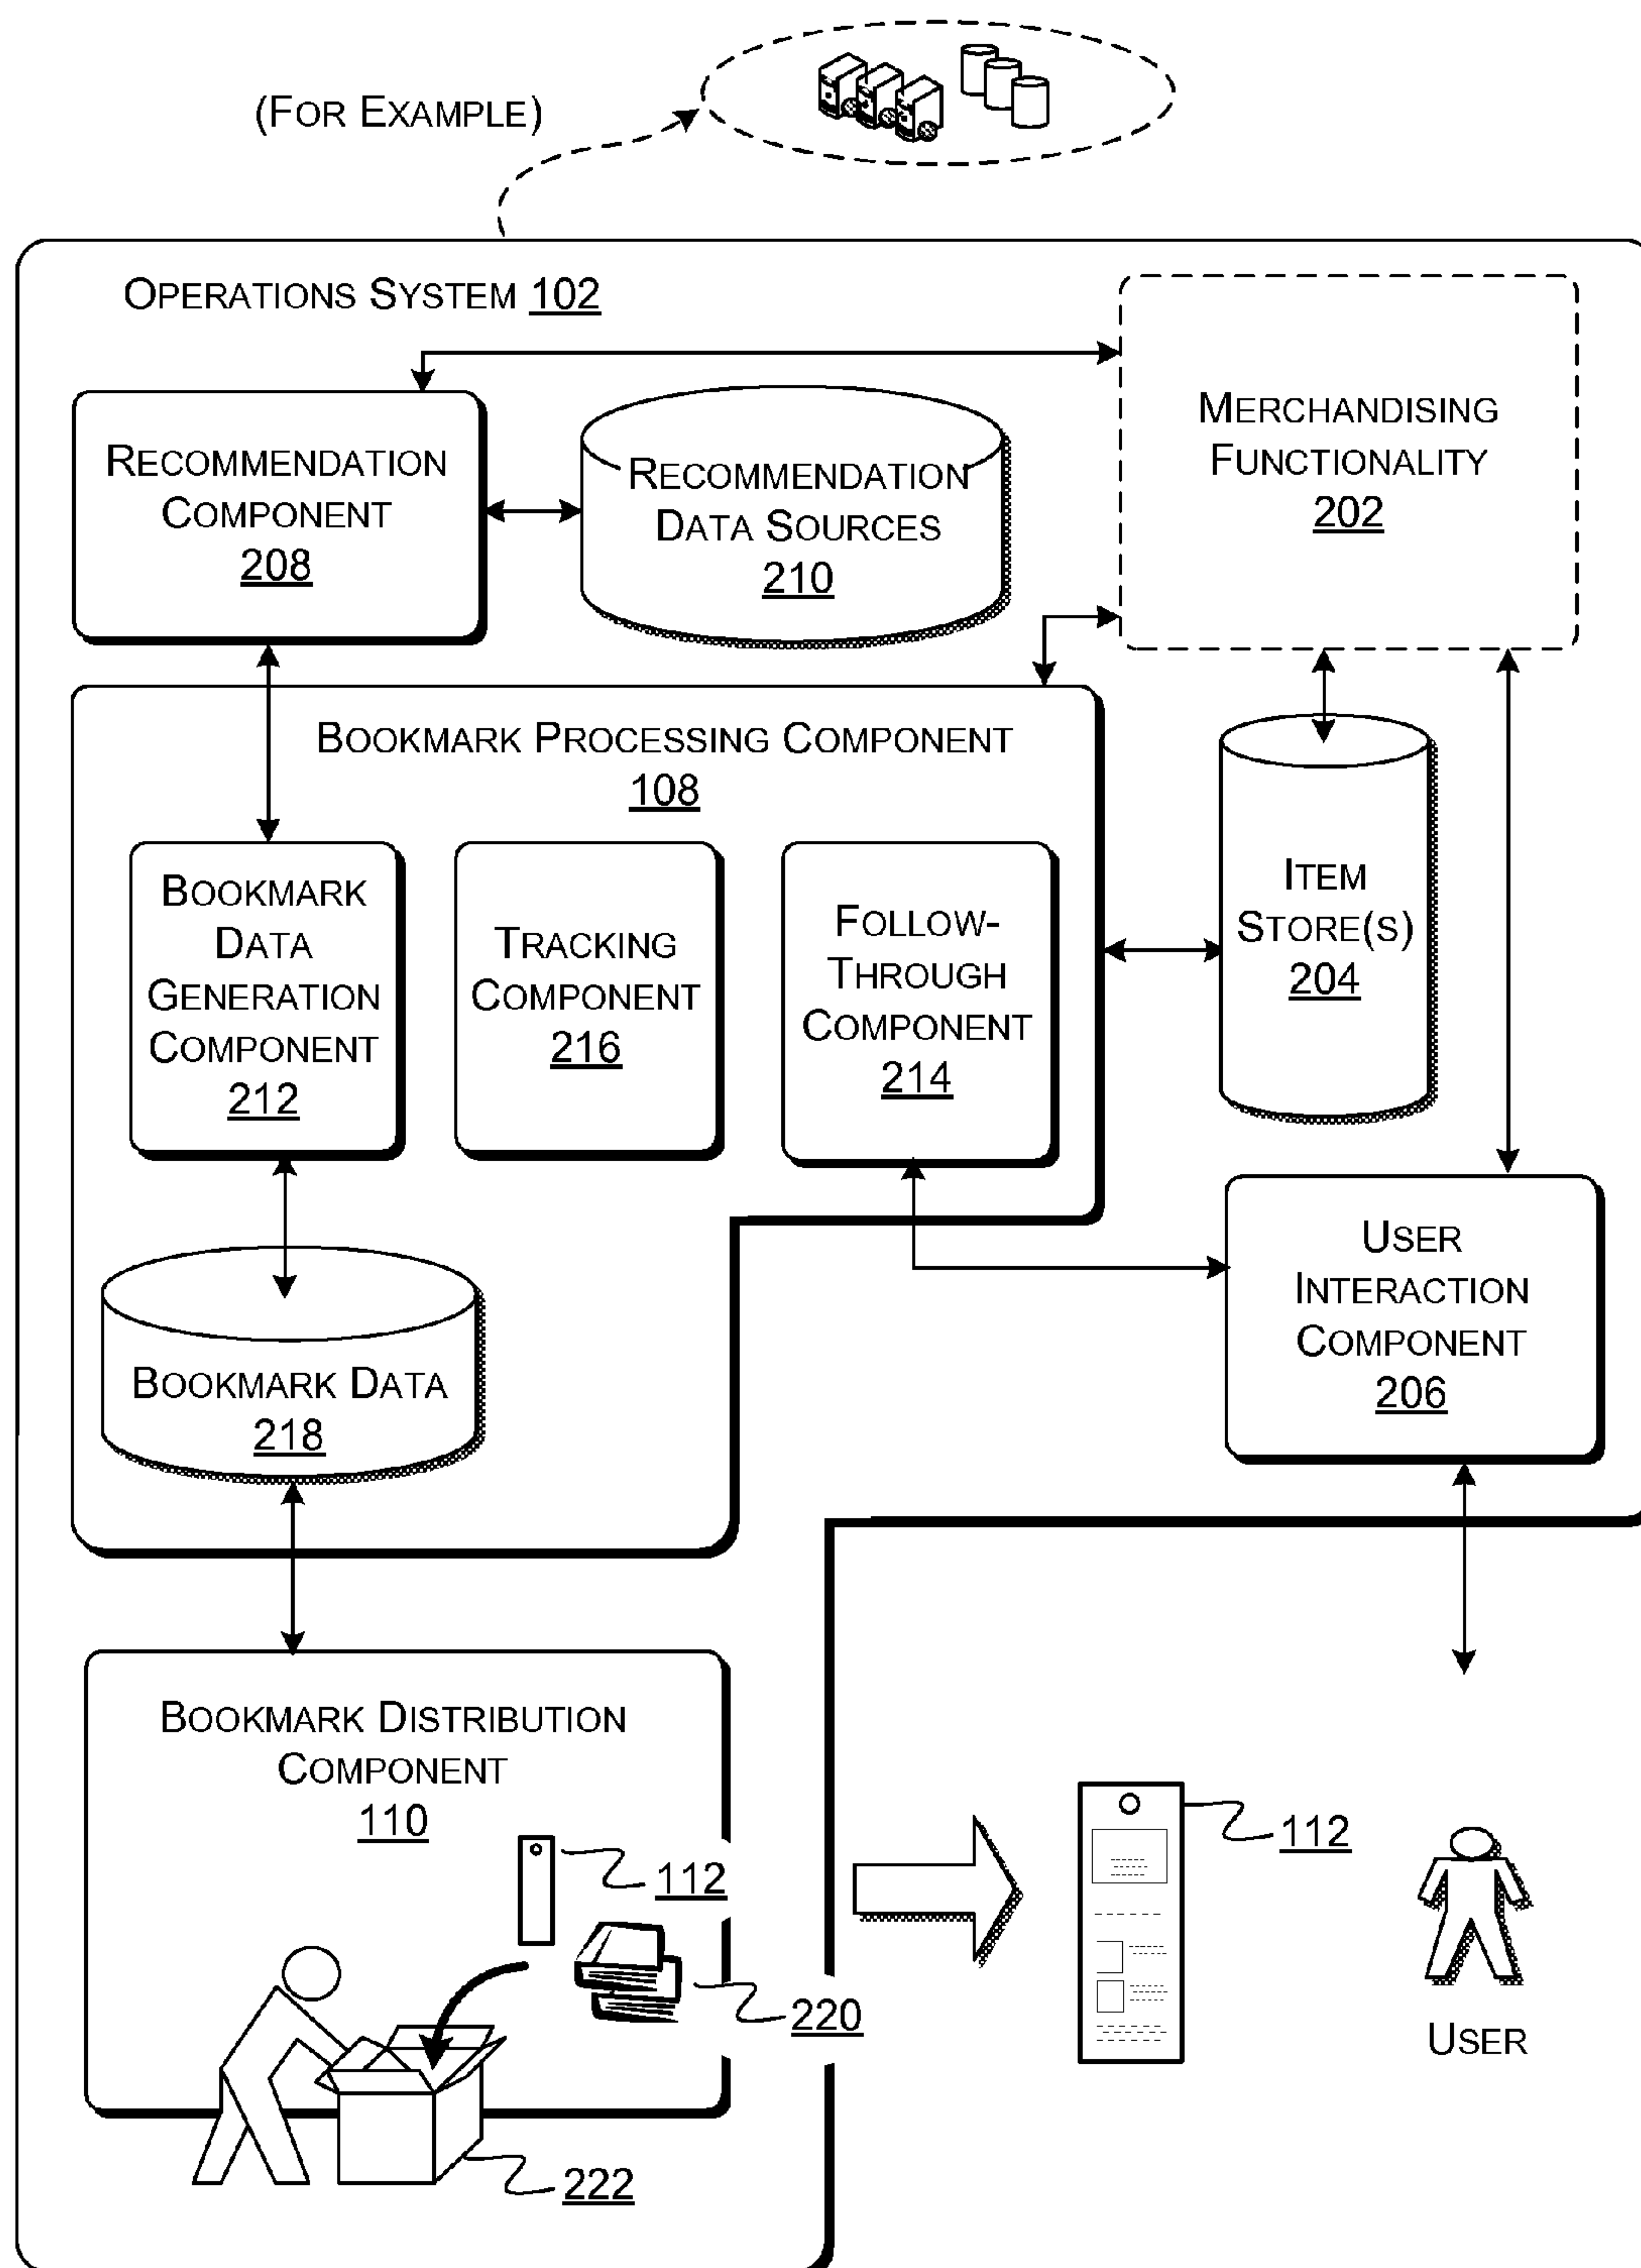 (FOR EXAMPLE)
OPERATIONS SYSTEM 102
RECOMMENDATION
COMPONENT
208
RECOMMENDATION
DATA SOURCES
210
MERCHANDISING
FUNCTIONALITY
202
BOOKMARK PROCESSING COMPONENT
108
BOOKMARK
DATA
GENERATION
COMPONENT
212
TRACKING
COMPONENT
216
FOLLOW-
THROUGH
COMPONENT
214
ITEM
STORE(S)
204
USER
INTERACTION
COMPONENT
206
BOOKMARK DATA
218
BOOKMARK DISTRIBUTION
COMPONENT
110
112
220
222
112
USER